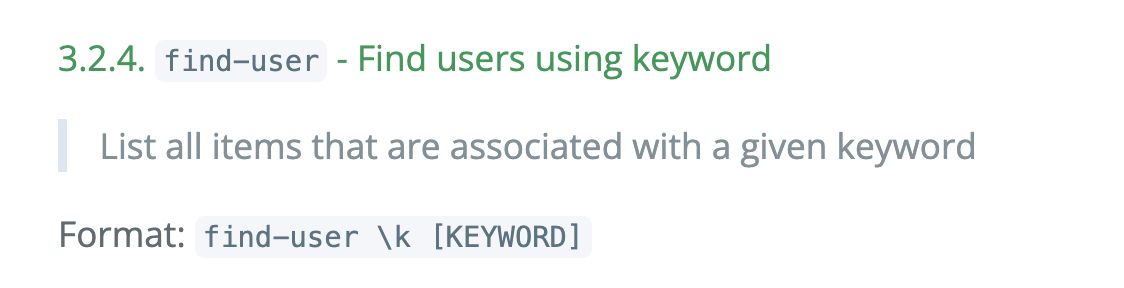 3.2.4. find-user - Find users using keyword
List all items that are associated with a given keyword
Format: find-user \k [KEYWORD]